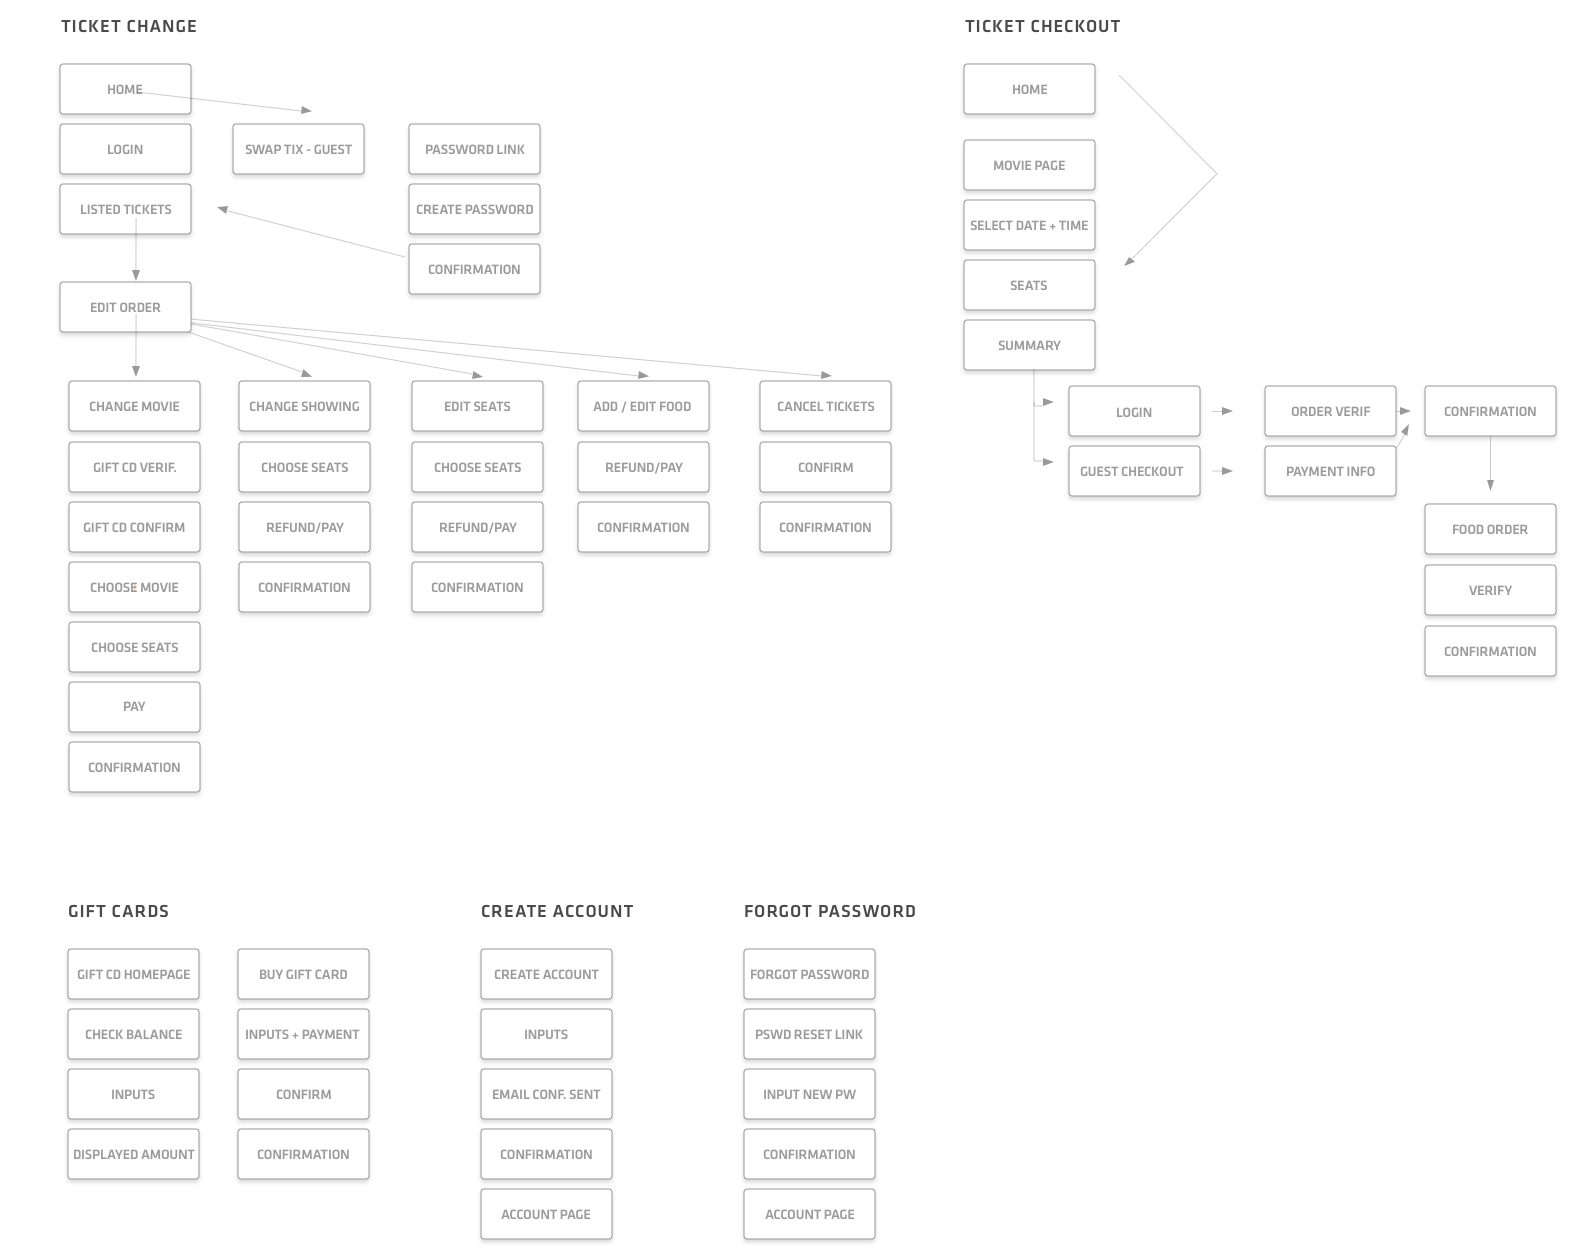 TICKET CHANGE
HOME
LOGIN
LISTED TICKETS
SWAP TIX - GUEST
PASSWORD LINK
CREATE PASSWORD
CONFIRMATION
EDIT ORDER
CHANGE MOVIE
GIFT CD VERIF.
GIFT CD CONFIRM
CHOOSE MOVIE
CHOOSE SEATS
PAY
CONFIRMATION
CHANGE SHOWING
CHOOSE SEATS
REFUND/PAY
CONFIRMATION
EDIT SEATS
CHOOSE SEATS
REFUND/PAY
CONFIRMATION
ADD / EDIT FOOD
REFUND/PAY
CONFIRMATION
CANCEL TICKETS
CONFIRM
CONFIRMATION
TICKET CHECKOUT
HOME
MOVIE PAGE
SELECT DATE + TIME
SEATS
SUMMARY
LOGIN
GUEST CHECKOUT
ORDER VERIF
PAYMENT INFO
CONFIRMATION
FOOD ORDER
VERIFY
CONFIRMATION
GIFT CARDS
GIFT CD HOMEPAGE
CHECK BALANCE
INPUTS
DISPLAYED AMOUNT
BUY GIFT CARD
INPUTS + PAYMENT
CONFIRM
CONFIRMATION
CREATE ACCOUNT
CREATE ACCOUNT
INPUTS
EMAIL CONF. SENT
CONFIRMATION
ACCOUNT PAGE
FORGOT PASSWORD
FORGOT PASSWORD
PSWD RESET LINK
INPUT NEW PW
CONFIRMATION
ACCOUNT PAGE